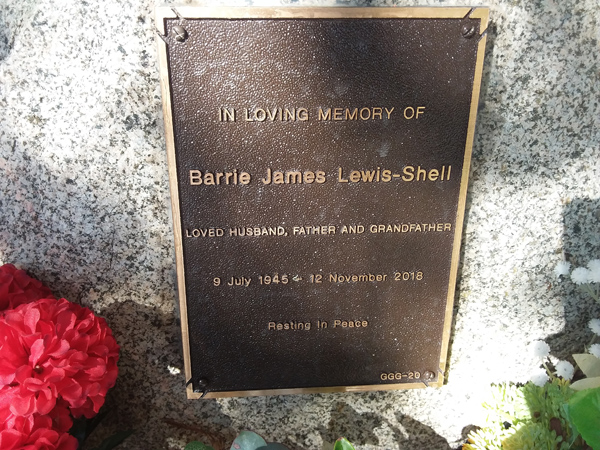 IN LOVING MEMORY OF
Barrie James Lewis-Shell
LOVED HUSBAND, FATHER AND GRANDFATHER
9 July 1945 - 12 November 2018
Resting In Peace
GGG-20